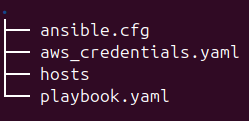 .
├── ansible.cfg
├── aws_credentials.yaml
├── hosts
└── playbook.yaml